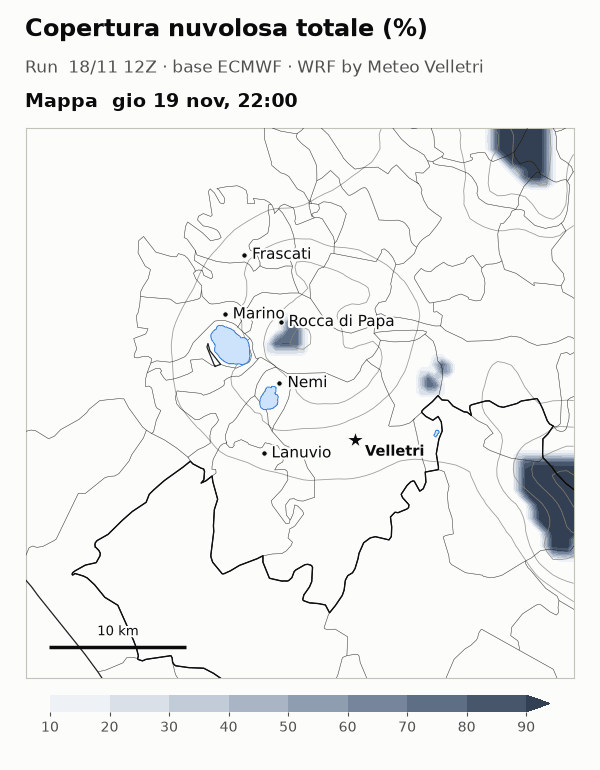 Copertura nuvolosa totale (%)
Run  18/11 12Z · base ECMWF · WRF by Meteo Velletri
Mappa  gio 19 nov, 22:00
Frascati
Marino
Rocca di Papa
Nemi
Velletri
Lanuvio
10 km
10 20 30 40 50 60 70 80 90